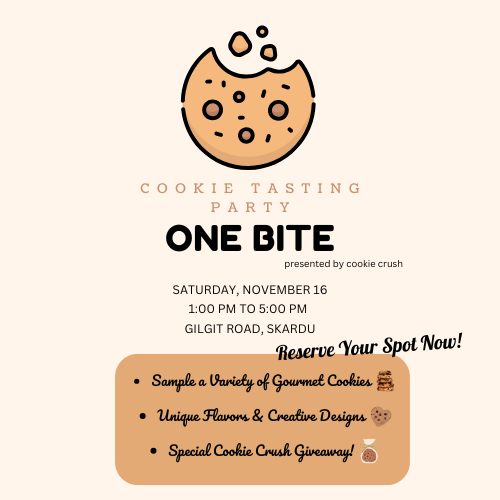 COOKIE TASTING
PARTY
ONE BITE
presented by cookie crush
SATURDAY, NOVEMBER 16
1:00 PM TO 5:00 PM
GILGIT ROAD, SKARDU
Reserve Your Spot Now!
• Sample a Variety of Gourmet Cookies
• Unique Flavors & Creative Designs
• Special Cookie Crush Giveaway!